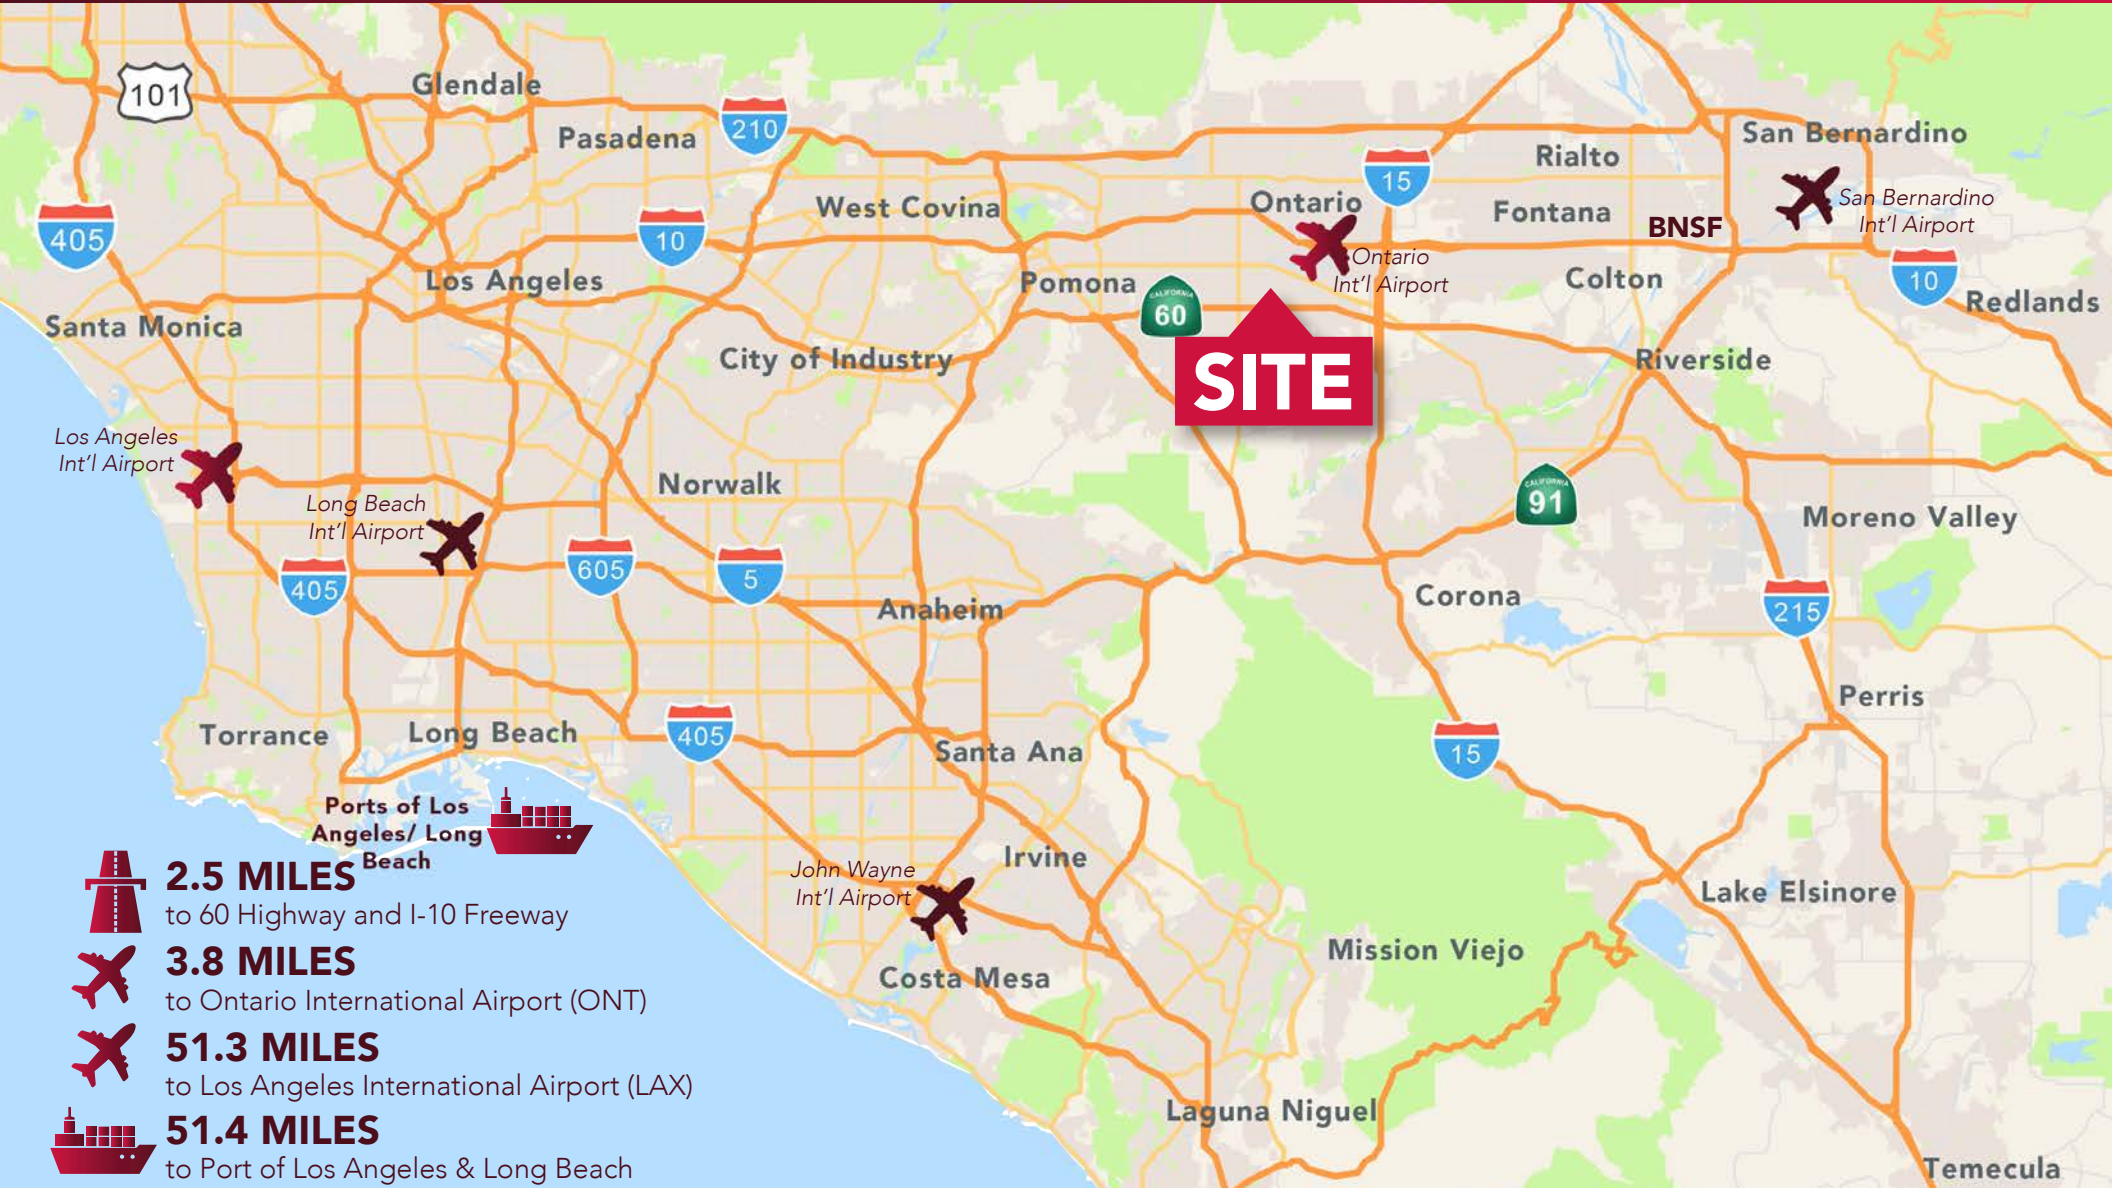 101
Glendale
Pasadena
210
San Bernardino
Rialto
15
San Bernardino
Int'l Airport
West Covina
Ontario
Fontana
BNSF
405
10
Ontario
Int'l Airport
Los Angeles
Pomona
Colton
10
Redlands
CALIFORNIA
60
Santa Monica
City of Industry
SITE
Riverside
Los Angeles
Int'l Airport
Norwalk
Long Beach
Int'l Airport
CALIFORNIA
91
Moreno Valley
405
605
5
Anaheim
Corona
215
Perris
Torrance
Long Beach
405
Santa Ana
15
Ports of Los
Angeles/ Long
Beach
Irvine
John Wayne
Int'l Airport
Lake Elsinore
Costa Mesa
Mission Viejo
Laguna Niguel
Temecula
2.5 MILES
to 60 Highway and I-10 Freeway
3.8 MILES
to Ontario International Airport (ONT)
51.3 MILES
to Los Angeles International Airport (LAX)
51.4 MILES
to Port of Los Angeles & Long Beach